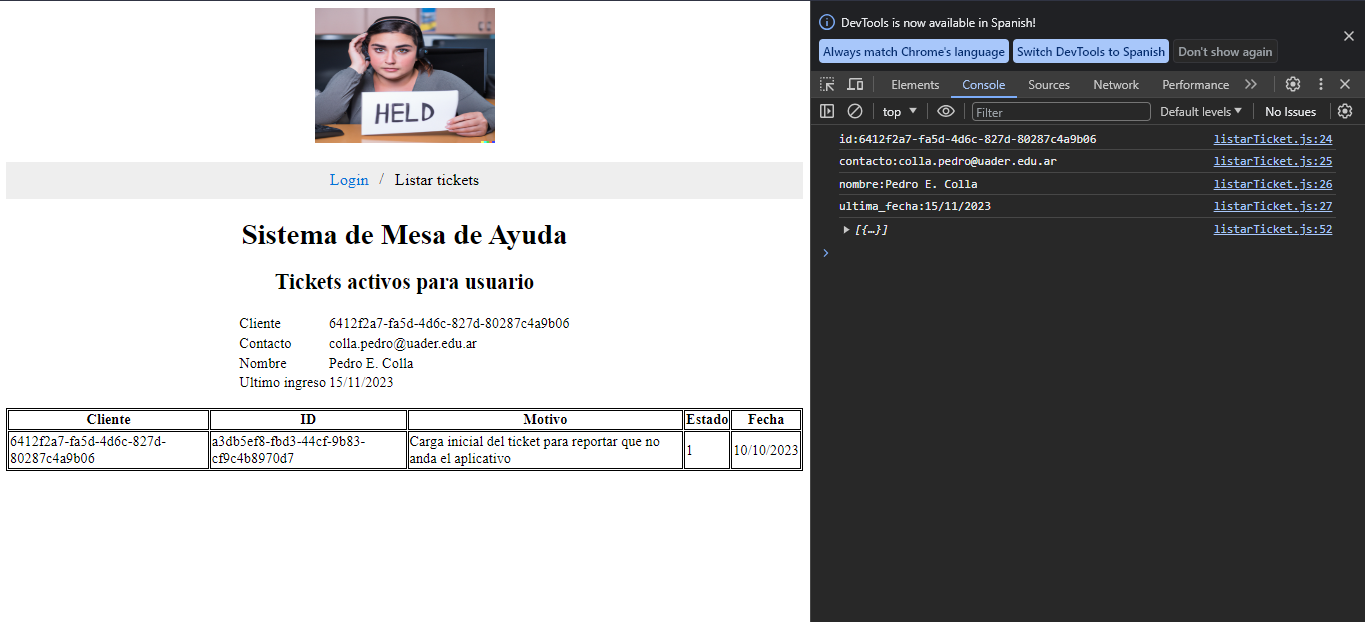 HELD
Login / Listar tickets
Sistema de Mesa de Ayuda
Tickets activos para usuario
Cliente 6412f2a7-fa5d-4d6c-827d-80287c4a9b06
Contacto colla.pedro@uader.edu.ar
Nombre Pedro E. Colla
Ultimo ingreso 15/11/2023
Cliente ID Motivo Estado Fecha
6412f2a7-fa5d-4d6c-827d- a3db5ef8-fbd3-44cf-9b83- Carga inicial del ticket para reportar que no 1 10/10/2023
80287c4a9b06 cf9c4b8970d7 anda el aplicativo
DevTools is now available in Spanish!
Always match Chrome's language Switch DevTools to Spanish Don't show again
Elements Console Sources Network Performance
top Filter Default levels No Issues
id:6412f2a7-fa5d-4d6c-827d-80287c4a9b06 listarTicket.js:24
contacto:colla.pedro@uader.edu.ar listarTicket.js:25
nombre:Pedro E. Colla listarTicket.js:26
ultima_fecha:15/11/2023 listarTicket.js:27
[{…}] listarTicket.js:52